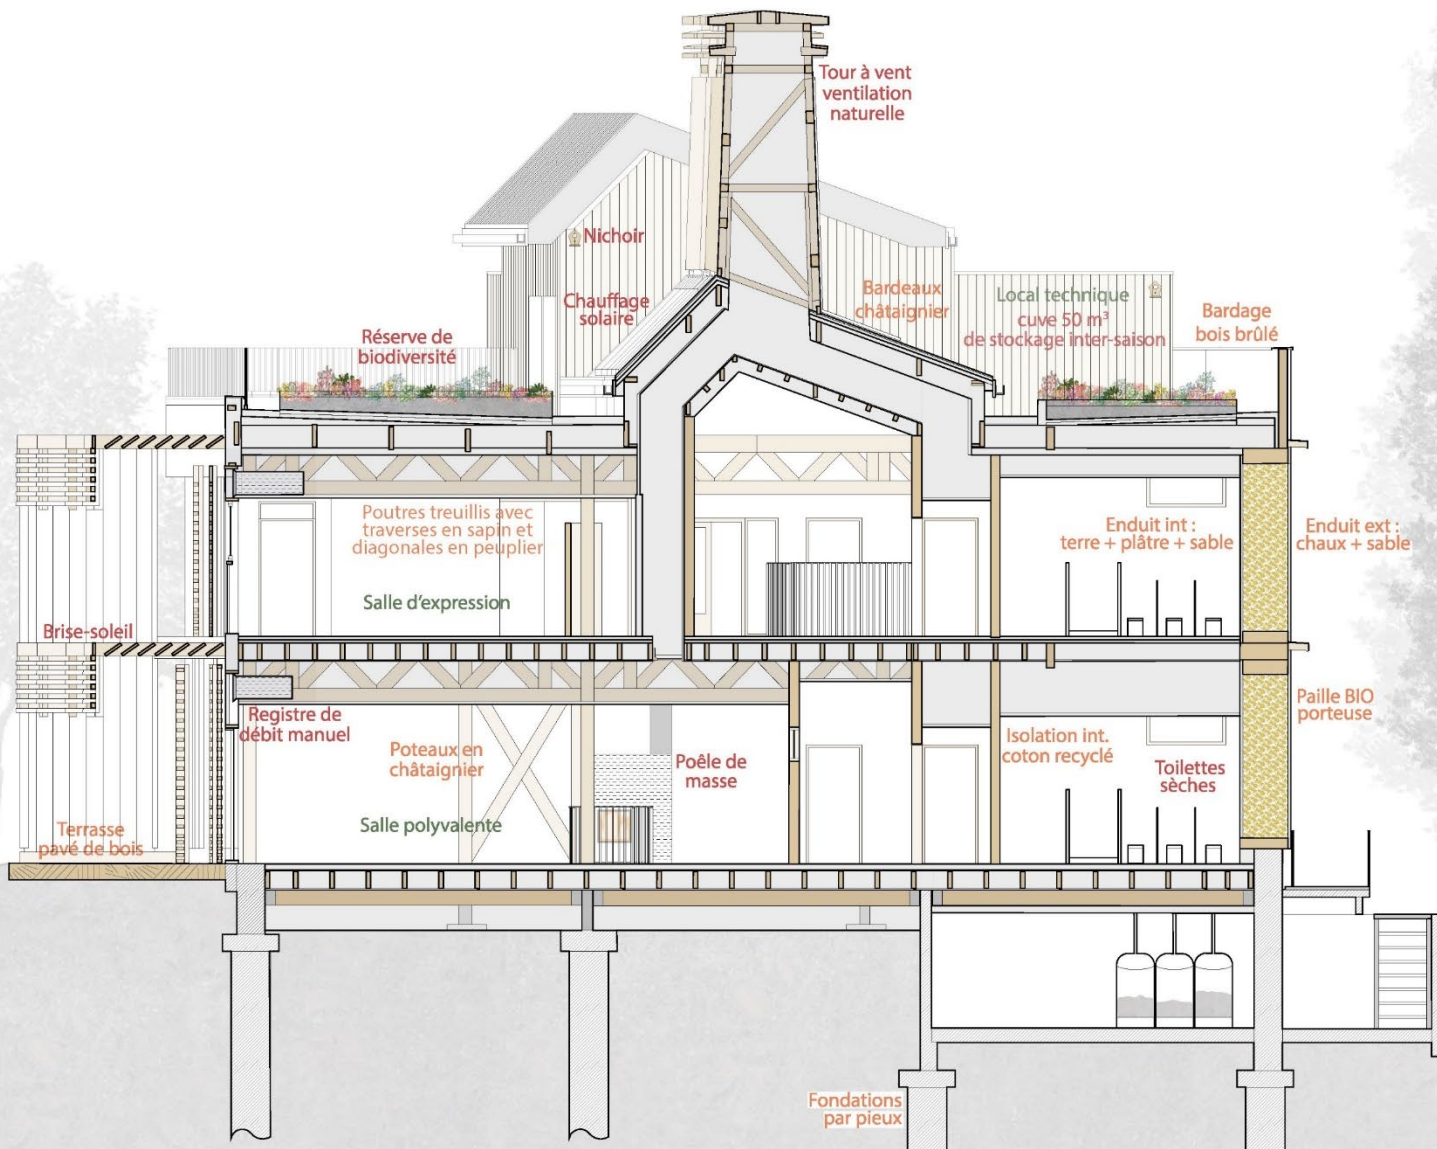 Tour à vent
ventilation
naturelle
Nichoir
Chauffage
solaire
Bardeaux
châtaignier
Local technique
cuve 50 m³
de stockage inter-saison
Bardage
bois brûlé
Réserve de
biodiversité
Poutres treuillis avec
traverses en sapin et
diagonales en peuplier
Enduit int :
terre + plâtre + sable
Enduit ext :
chaux + sable
Salle d'expression
Brise-soleil
Registre de
débit manuel
Poteaux en
châtaignier
Poêle de
masse
Isolation int.
coton recyclé
Toilettes
sèches
Paille BIO
porteuse
Terrasse
pavé de bois
Salle polyvalente
Fondations
par pieux